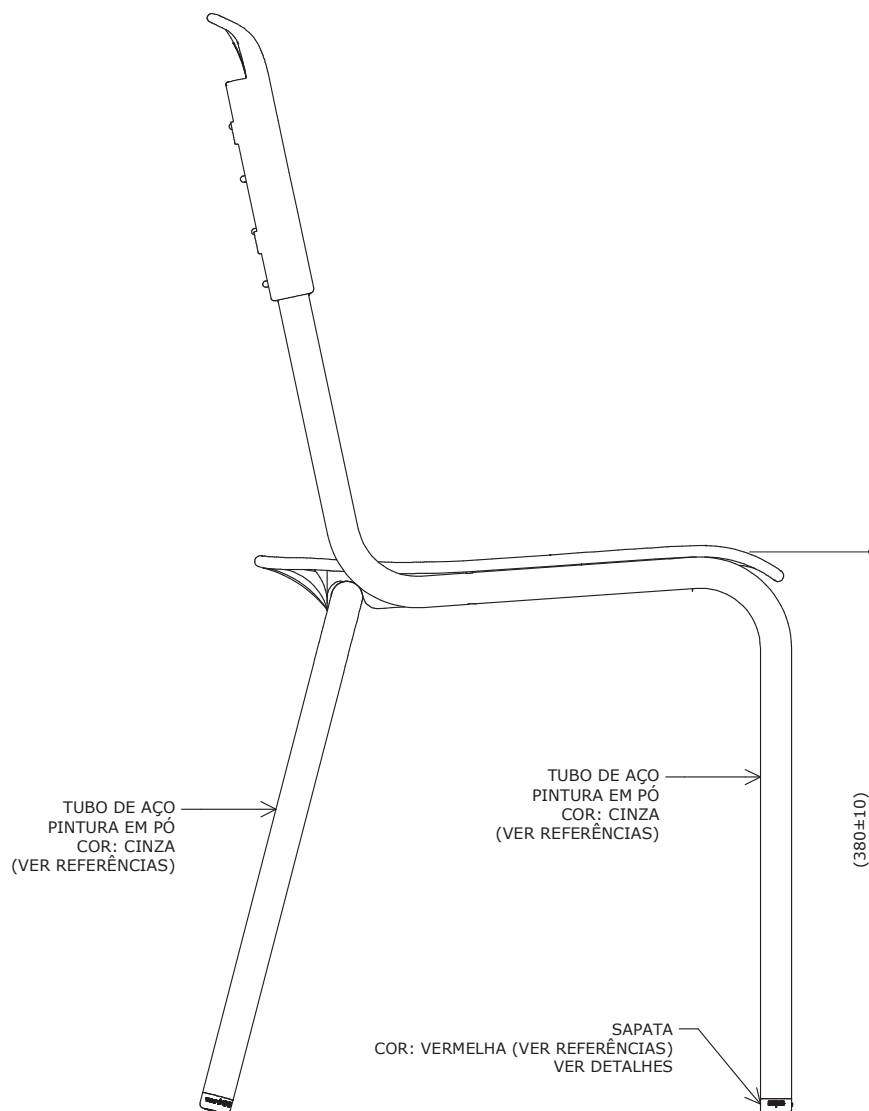 TUBO DE AÇO
PINTURA EM PÓ
COR: CINZA
(VER REFERÊNCIAS)
TUBO DE AÇO
PINTURA EM PÓ
COR: CINZA
(VER REFERÊNCIAS)
(380±10)
SAPATA
COR: VERMELHA (VER REFERÊNCIAS)
VER DETALHES